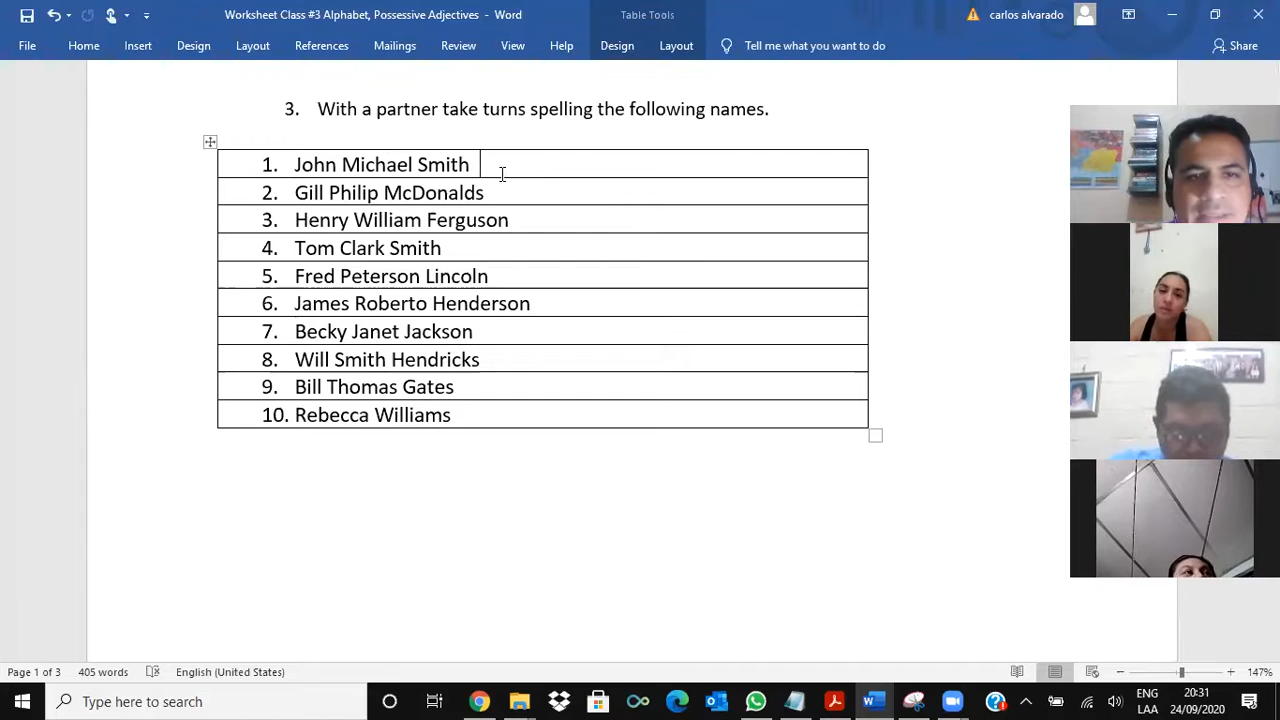 Worksheet Class #3 Alphabet, Possessive Adjectives - Word
Table Tools
carlos alvarado
File Home Insert Design Layout References Mailings Review View Help Design Layout Tell me what you want to do Share
3. With a partner take turns spelling the following names.
1. John Michael Smith
2. Gill Philip McDonalds
3. Henry William Ferguson
4. Tom Clark Smith
5. Fred Peterson Lincoln
6. James Roberto Henderson
7. Becky Janet Jackson
8. Will Smith Hendricks
9. Bill Thomas Gates
10. Rebecca Williams
Page 1 of 3 405 words English (United States) 147%
Type here to search
ENG 20:31
LAA 24/09/2020